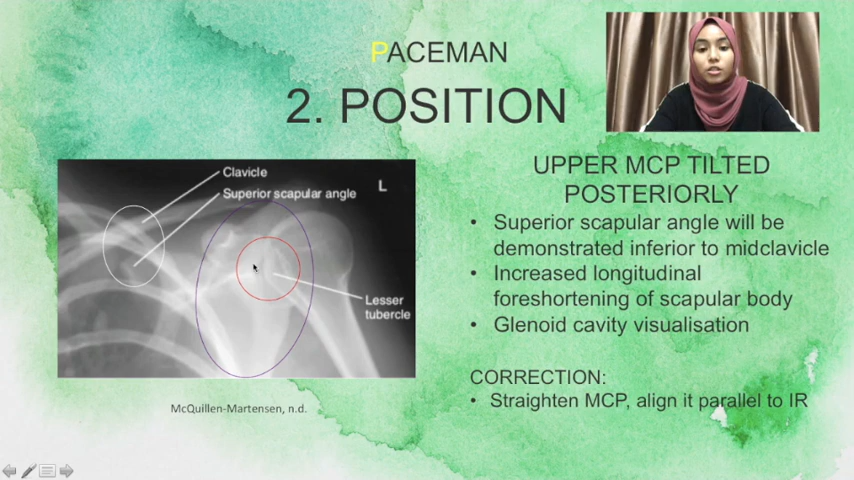 PACEMAN
2. POSITION
Clavicle
Superior scapular angle
L
Lesser
tubercle
McQuillen-Martensen, n.d.
UPPER MCP TILTED
POSTERIORLY
• Superior scapular angle will be
demonstrated inferior to midclavicle
• Increased longitudinal
foreshortening of scapular body
• Glenoid cavity visualisation
CORRECTION:
• Straighten MCP, align it parallel to IR